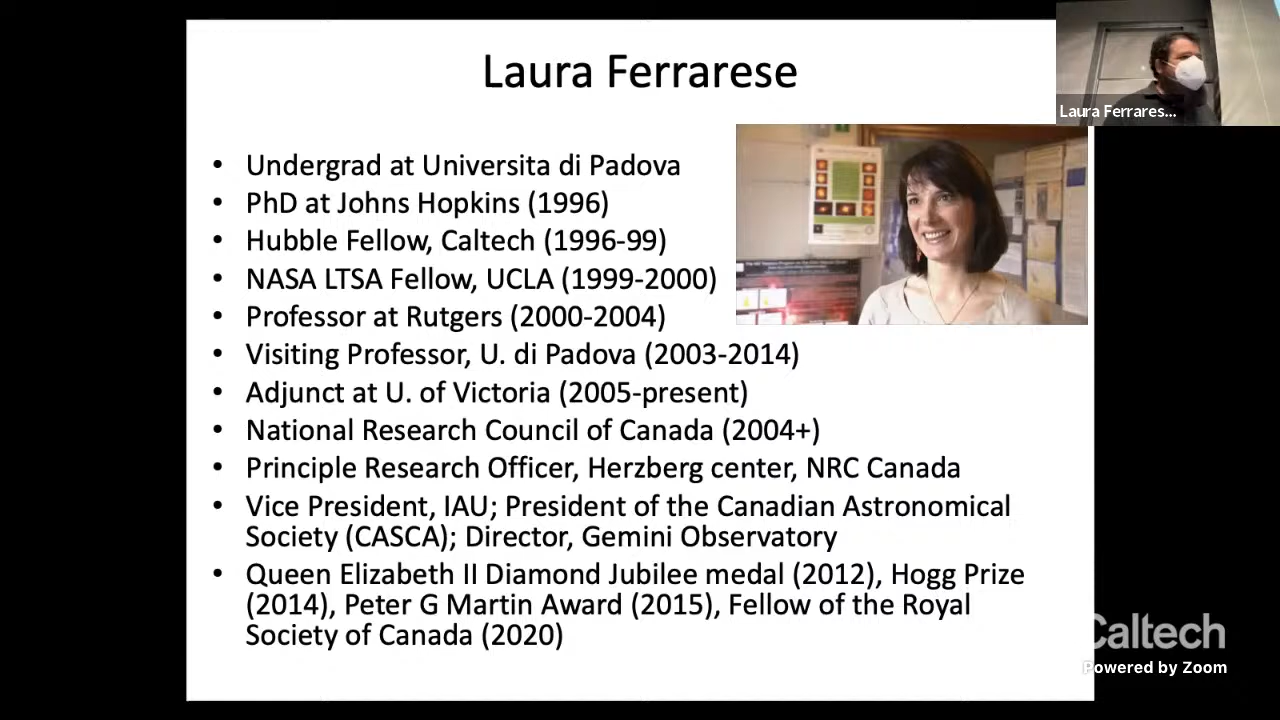 Laura Ferrarese
Laura Ferrares...
• Undergrad at Universita di Padova
• PhD at Johns Hopkins (1996)
• Hubble Fellow, Caltech (1996-99)
• NASA LTSA Fellow, UCLA (1999-2000)
• Professor at Rutgers (2000-2004)
• Visiting Professor, U. di Padova (2003-2014)
• Adjunct at U. of Victoria (2005-present)
• National Research Council of Canada (2004+)
• Principle Research Officer, Herzberg center, NRC Canada
• Vice President, IAU; President of the Canadian Astronomical
Society (CASCA); Director, Gemini Observatory
• Queen Elizabeth II Diamond Jubilee medal (2012), Hogg Prize
(2014), Peter G Martin Award (2015), Fellow of the Royal
Society of Canada (2020)
Caltech
Powered by Zoom